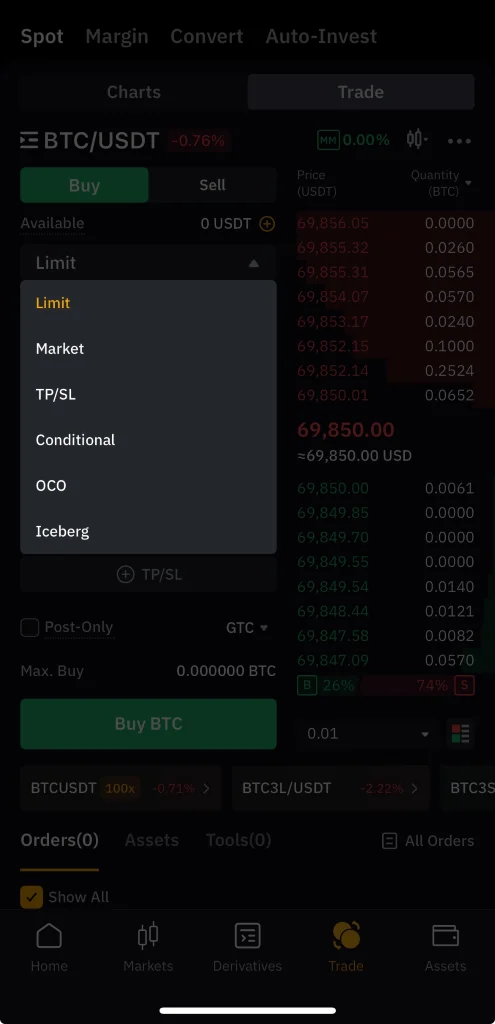 Spot Margin Convert Auto-Invest
Charts Trade
BTC/USDT -0.76% MM 0.00%
Buy Sell
Available 0 USDT
Limit
Limit
Market
TP/SL
Conditional
OCO
Iceberg
TP/SL
Post-Only GTC
Max. Buy 0.000000 BTC
Buy BTC
Price Quantity
(USDT) (BTC)
69,856.05 0.0000
69,855.32 0.0260
69,855.31 0.0565
69,854.07 0.0570
69,853.17 0.0240
69,852.15 0.1000
69,852.14 0.2524
69,850.01 0.0652
69,850.00
≈69,850.00 USD
69,850.00 0.0061
69,849.85 0.0000
69,849.70 0.0000
69,849.55 0.0000
69,849.54 0.0140
69,848.44 0.0121
69,847.58 0.0082
69,847.09 0.0570
B 26% 74% S
0.01
BTCUSDT 100x -0.71% BTC3L/USDT -2.22% BTC3S
Orders(0) Assets Tools(0) All Orders
Show All
Home Markets Derivatives Trade Assets